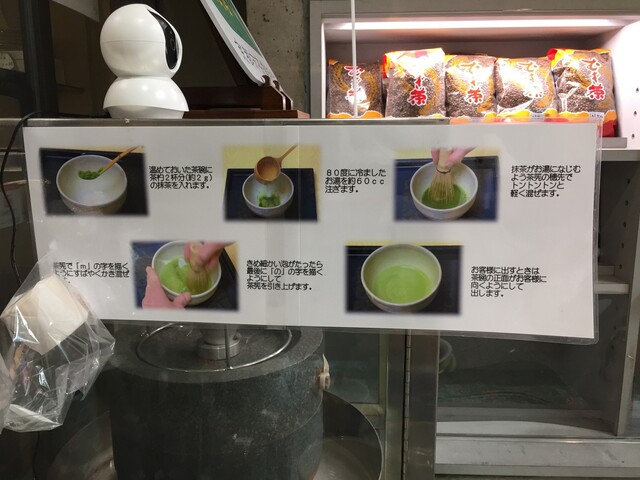 温めておいた茶碗に
茶杓２杯分(約２g)
の抹茶を入れます。
８０度に冷ました
お湯を約６０cc
注ぎます。
抹茶がお湯になじむ
よう茶筅の穂先で
トントントンと
軽く混ぜます。
茶筅で「m」の字を描く
ようにすばやくかき混ぜ
きめ細かい泡がたったら
最後に「の」の字を描く
ようにして
茶筅を引き上げます。
お客様に出すときは
茶碗の正面がお客様に
向くようにして
出します。